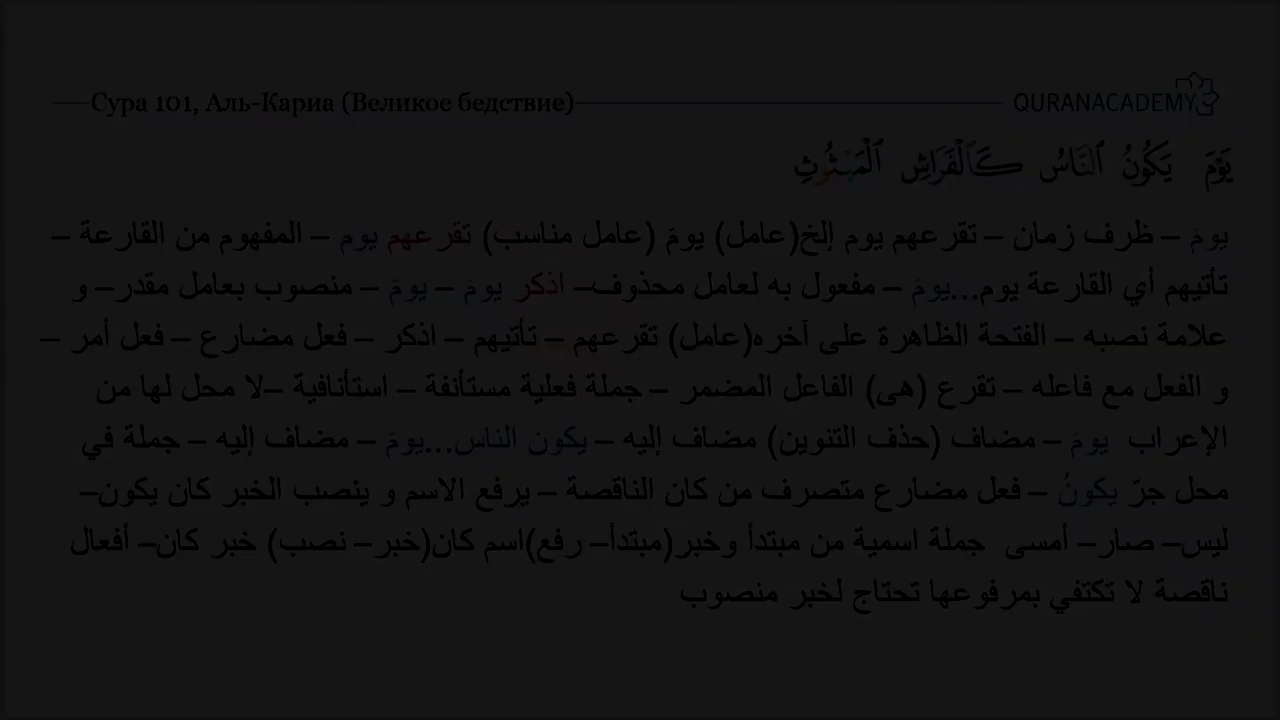 Сура 101, Аль-Кариа (Великое бедствие)
QURANACADEMY
يَوْمَ يَكُونُ ٱلنَّاسُ كَٱلْفَرَاشِ ٱلْمَبْثُوثِ
يومَ – ظرف زمان – تقرعهم يوم إلخ(عامل) يومَ (عامل مناسب) تقرعهم يوم – المفهوم من القارعة –
تأتيهم أي القارعة يوم...يومَ – مفعول به لعامل محذوف– اذكر يومَ – يومَ – منصوب بعامل مقدر– و
علامة نصبه – الفتحة الظاهرة على آخره(عامل) تقرعهم – تأتيهم – اذكر – فعل مضارع – فعل أمر –
و الفعل مع فاعله – تقرع (هى) الفاعل المضمر – جملة فعلية مستأنفة – استأنافية –لا محل لها من
الإعراب يومَ – مضاف (حذف التنوين) مضاف إليه –يكون الناس...يومَ – مضاف إليه – جملة في
محل جرّ يكونُ – فعل مضارع متصرف من كان الناقصة – يرفع الاسم و ينصب الخبر كان يكون–
ليس– صار– أمسى جملة اسمية من مبتدأ وخبر(مبتدأ– رفع)اسم كان(خبر– نصب) خبر كان– أفعال
ناقصة لا تكتفي بمرفوعها تحتاج لخبر منصوب